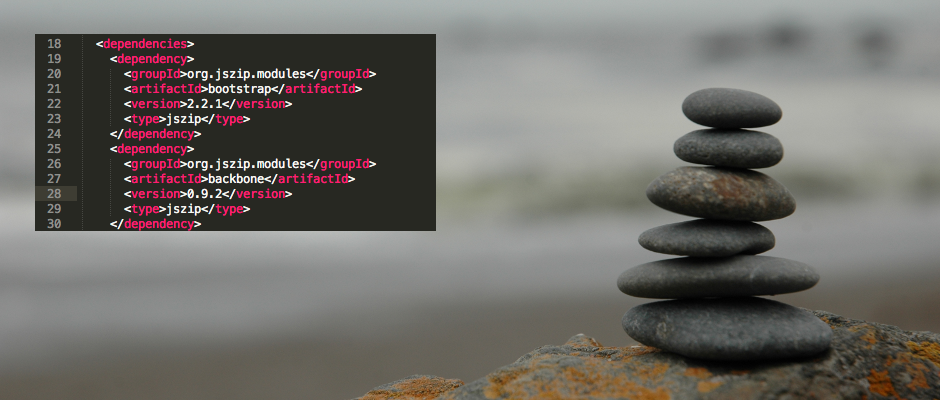 18 <dependencies>
19 <dependency>
20 <groupId>org.jszip.modules</groupId>
21 <artifactId>bootstrap</artifactId>
22 <version>2.2.1</version>
23 <type>jszip</type>
24 </dependency>
25 <dependency>
26 <groupId>org.jszip.modules</groupId>
27 <artifactId>backbone</artifactId>
28 <version>0.9.2</version>
29 <type>jszip</type>
30 </dependency>